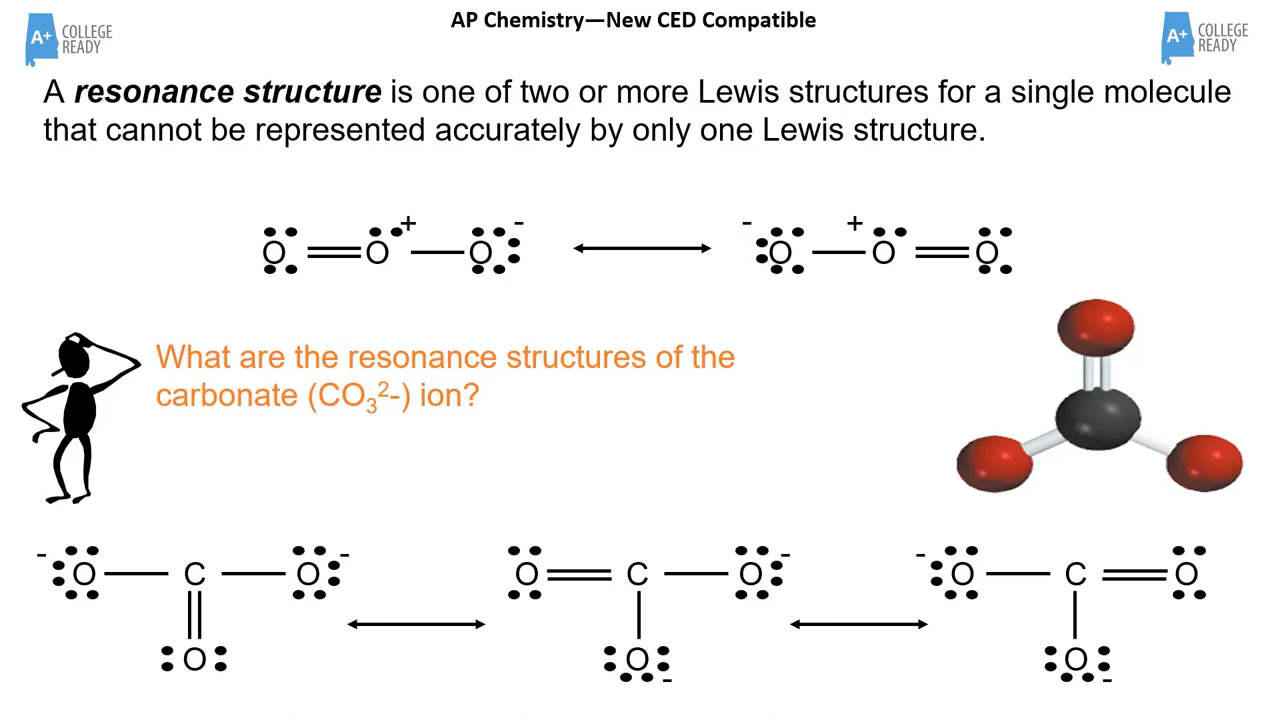 AP Chemistry—New CED Compatible
A+ COLLEGE READY
A+ COLLEGE READY
A resonance structure is one of two or more Lewis structures for a single molecule
that cannot be represented accurately by only one Lewis structure.
O O + O - - O + O O
What are the resonance structures of the
carbonate (CO₃²-) ion?
- O C O - O C O - - O C O
O O - O -